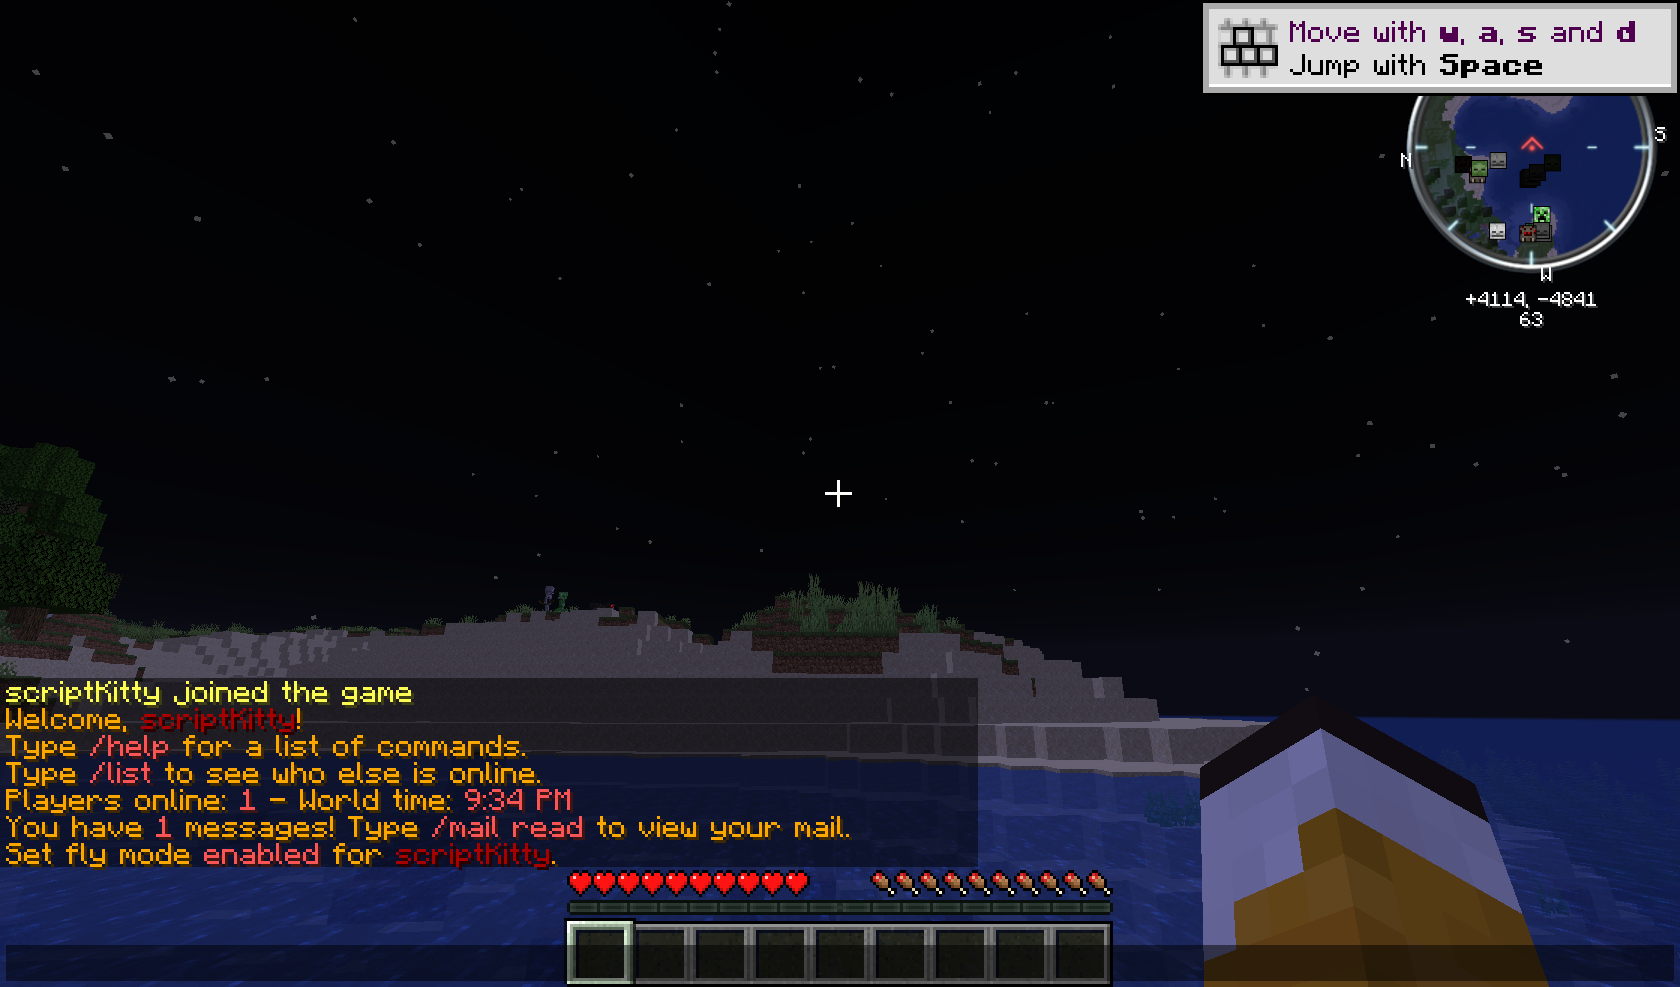 Move with w, a, s and d
Jump with Space
S
N
W
+4114, -4841
63
scriptKitty joined the game
Welcome, scriptKitty!
Type /help for a list of commands.
Type /list to see who else is online.
Players online: 1 - World time: 9:34 PM
You have 1 messages! Type /mail read to view your mail.
Set fly mode enabled for scriptKitty.